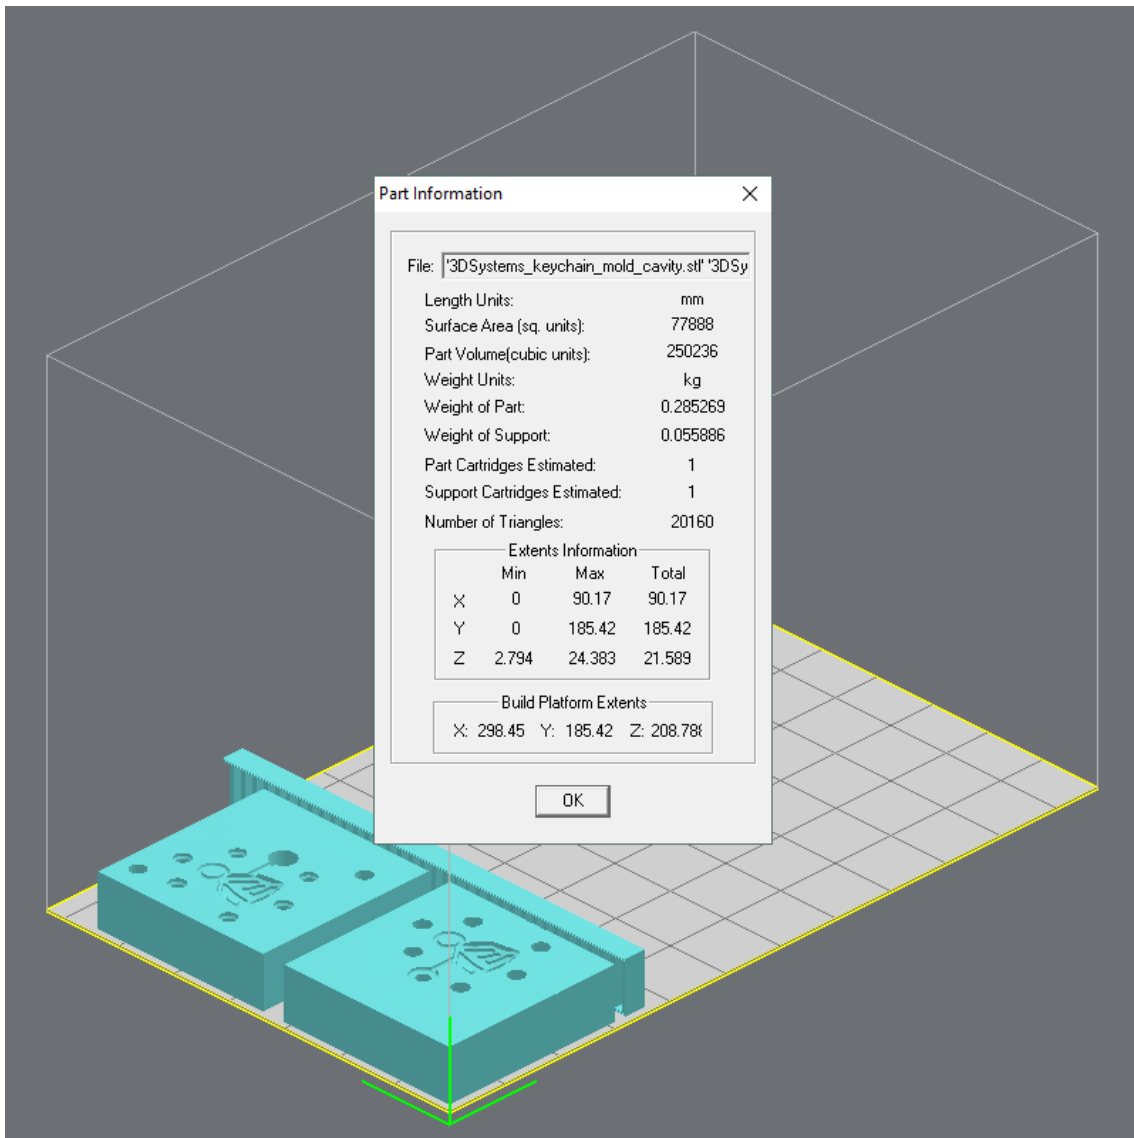 Part Information
File: '3DSystems_keychain_mold_cavity.stl' '3DSy
Length Units: mm
Surface Area (sq. units): 77888
Part Volume(cubic units): 250236
Weight Units: kg
Weight of Part: 0.285269
Weight of Support: 0.055886
Part Cartridges Estimated: 1
Support Cartridges Estimated: 1
Number of Triangles: 20160
Extents Information
Min Max Total
X 0 90.17 90.17
Y 0 185.42 185.42
Z 2.794 24.383 21.589
Build Platform Extents
X: 298.45 Y: 185.42 Z: 208.788
OK